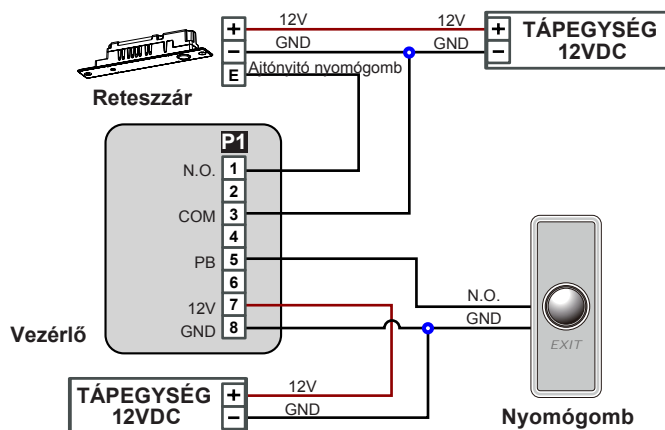 12V
12V
+
+
TÁPEGYSÉG
12VDC
GND
GND
−
−
E
Ajtónyitó nyomógomb
Reteszzár
P1
N.O.
1
2
COM
3
4
PB
5
6
12V
7
GND
8
Vezérlő
N.O.
GND
EXIT
Nyomógomb
TÁPEGYSÉG
12VDC
+
12V
−
GND